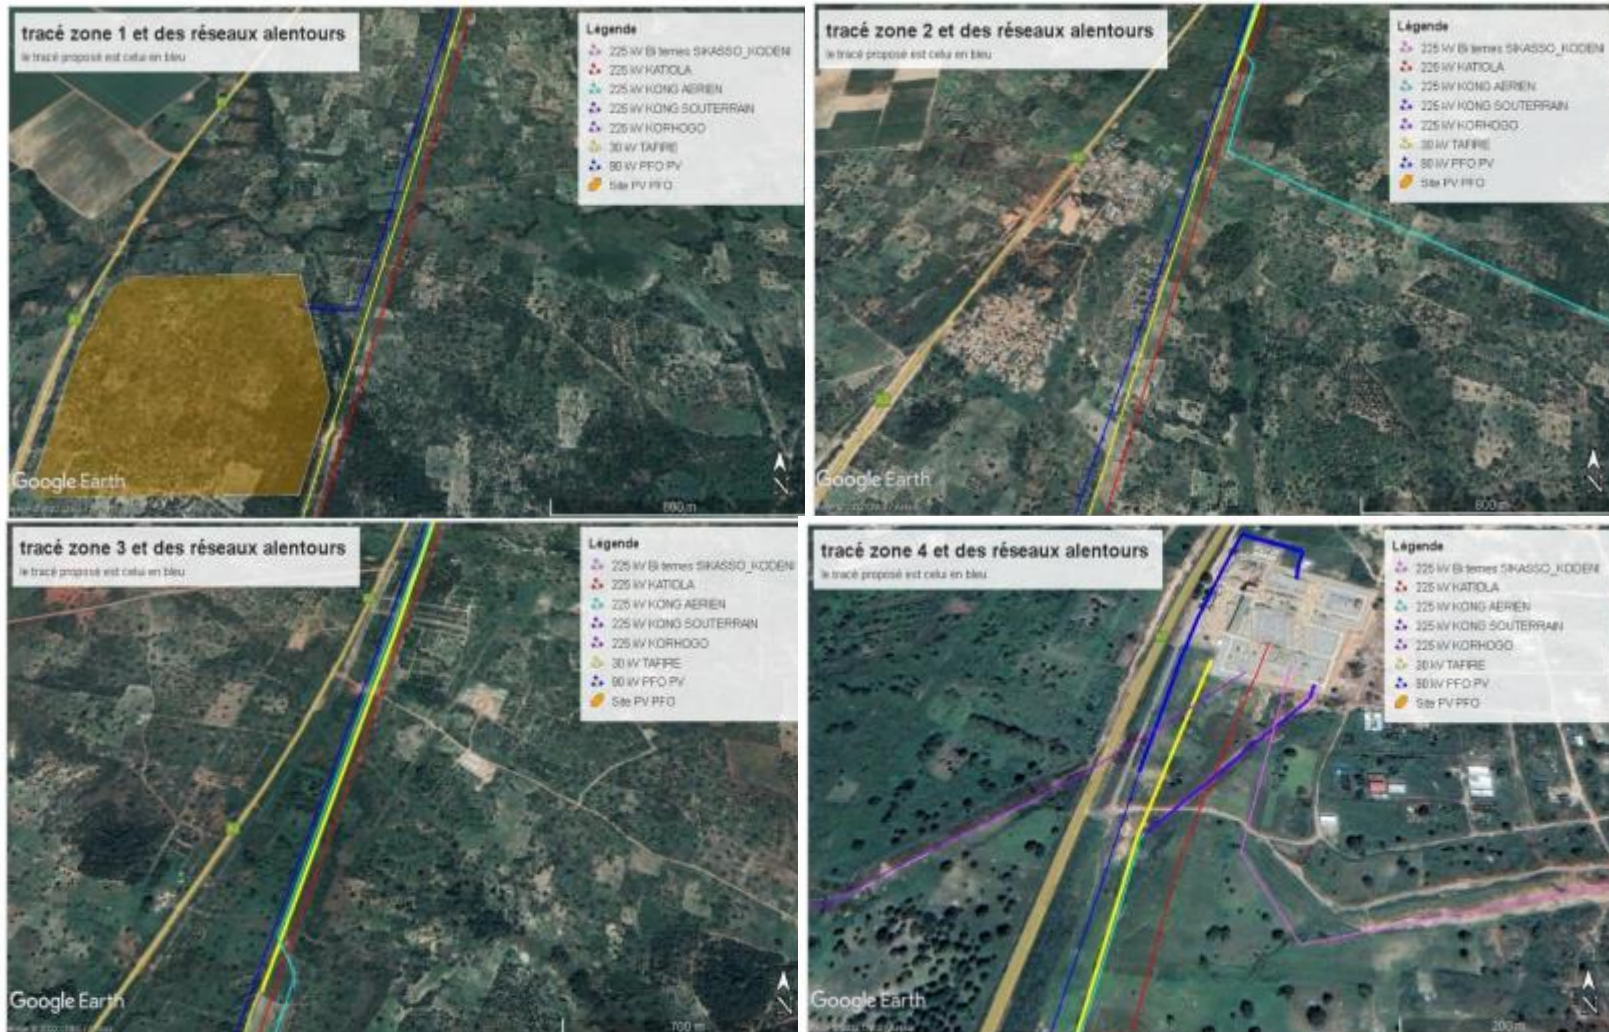 tracé zone 1 et des réseaux alentours
le tracé proposé est celui en bleu
Légende
225 kV Bi ternes SIKASSO_KODENI
225 kV KATIOLA
225 kV KONG AERIEN
225 kV KONG SOUTERRAIN
225 kV KORHOGO
30 kV TAFIRE
90 kV PFO PV
Site PV PFO
Google Earth
tracé zone 2 et des réseaux alentours
le tracé proposé est celui en bleu
Légende
225 kV Bi ternes SIKASSO_KODENI
225 kV KATIOLA
225 kV KONG AERIEN
225 kV KONG SOUTERRAIN
225 kV KORHOGO
30 kV TAFIRE
90 kV PFO PV
Site PV PFO
Google Earth
tracé zone 3 et des réseaux alentours
le tracé proposé est celui en bleu
Légende
225 kV Bi ternes SIKASSO_KODENI
225 kV KATIOLA
225 kV KONG AERIEN
225 kV KONG SOUTERRAIN
225 kV KORHOGO
30 kV TAFIRE
90 kV PFO PV
Site PV PFO
Google Earth
700 m
tracé zone 4 et des réseaux alentours
le tracé proposé est celui en bleu
Légende
225 kV Bi ternes SIKASSO_KODENI
225 kV KATIOLA
225 kV KONG AERIEN
225 kV KONG SOUTERRAIN
225 kV KORHOGO
30 kV TAFIRE
90 kV PFO PV
Site PV PFO
Google Earth
200 m